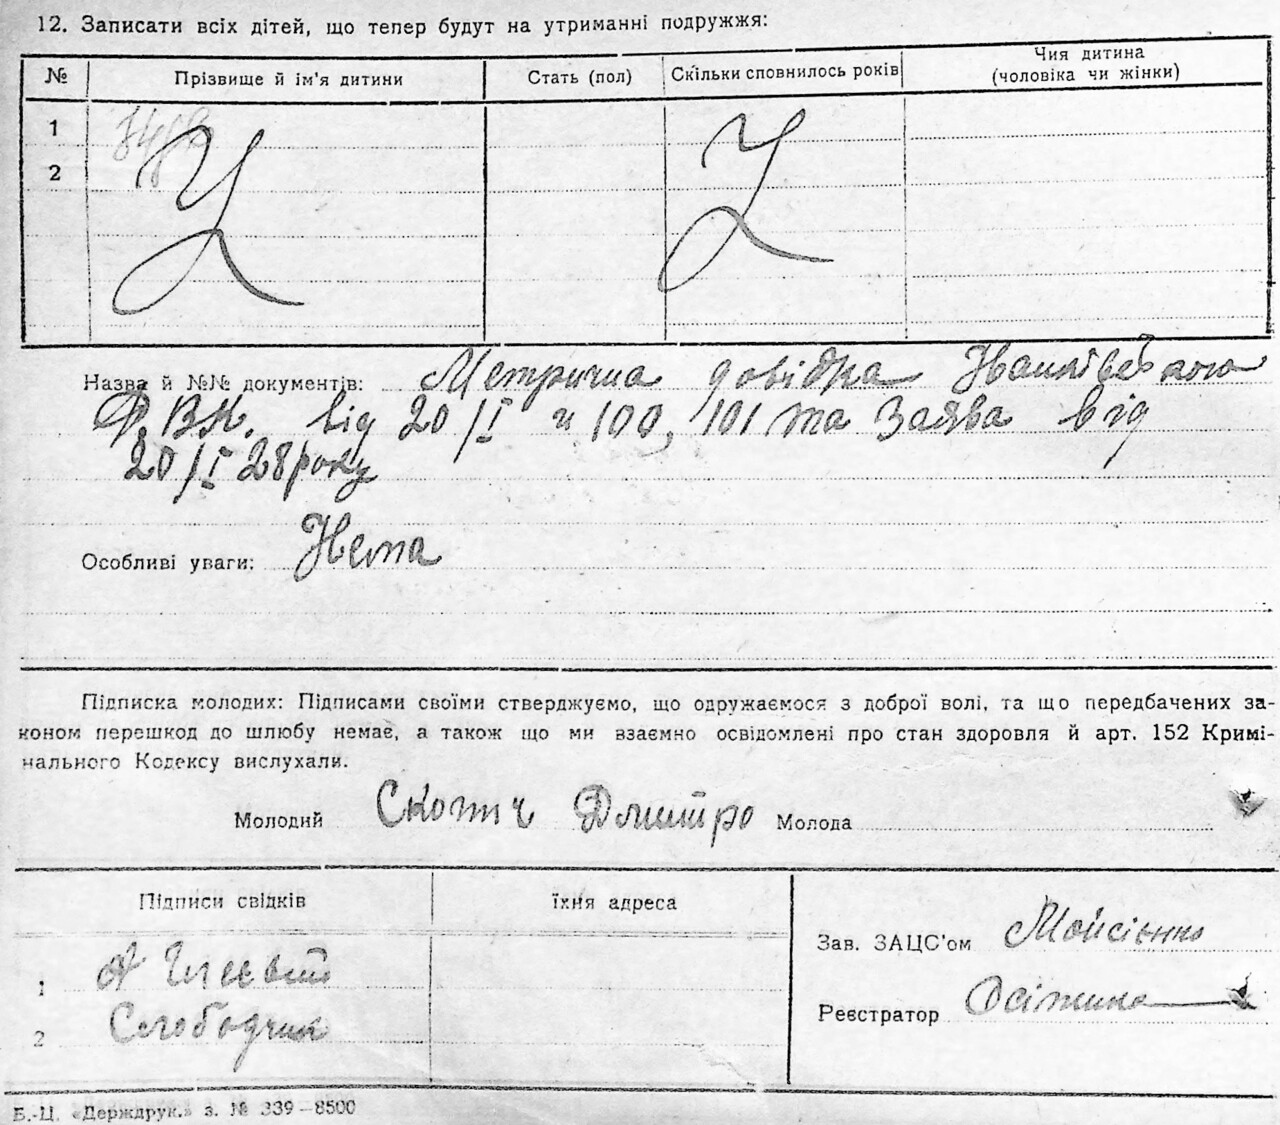 12. Записати всіх дітей, що тепер будут на утриманні подружжя:
№ Прізвище й ім'я дитини Стать (пол) Скільки сповнилось років Чия дитина (чоловіка чи жінки)
1
2
Назва й №№ документів: Метрична довідка
від 20/I ч 100, 101 та Заява від
20/I 28 року
Особливі уваги: Нема
Підписка молодих: Підписами своїми стверджуємо, що одружаємося з доброї волі, та що передбачених за-
коном перешкод до шлюбу немає, а також що ми взаємно освідомлені про стан здоровля й арт. 152 Кримі-
нального Кодексу вислухали.
Молодий Скотич Дмитро Молода
Підписи свідків їхня адреса
Зав. ЗАЦС'ом Мойсієнко
1 А
Реєстратор
2 Слободчик
Б.-Ц. „Держдрук." з. № 339—8500